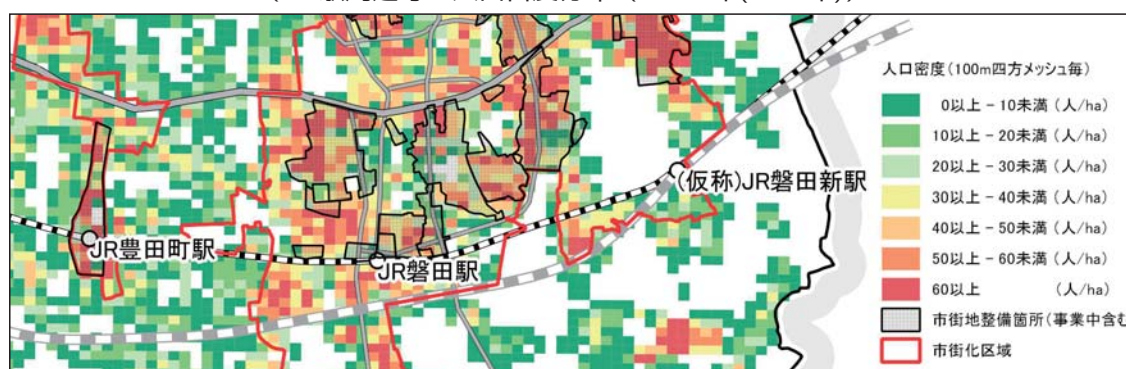 人口密度(100m四方メッシュ毎)
0以上 - 10未満 (人/ha)
10以上 - 20未満 (人/ha)
20以上 - 30未満 (人/ha)
30以上 - 40未満 (人/ha)
40以上 - 50未満 (人/ha)
50以上 - 60未満 (人/ha)
60以上 (人/ha)
市街地整備箇所(事業中含む
市街化区域
(仮称)JR磐田新駅
JR豊田町駅
JR磐田駅